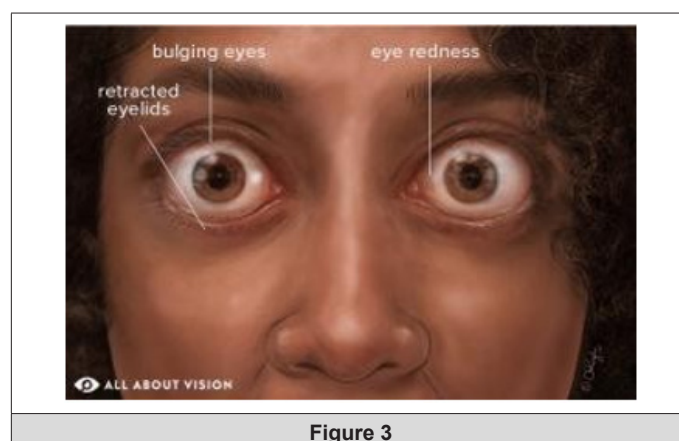 bulging eyes
eye redness
retracted
eyelids
ALL ABOUT VISION
Figure 3